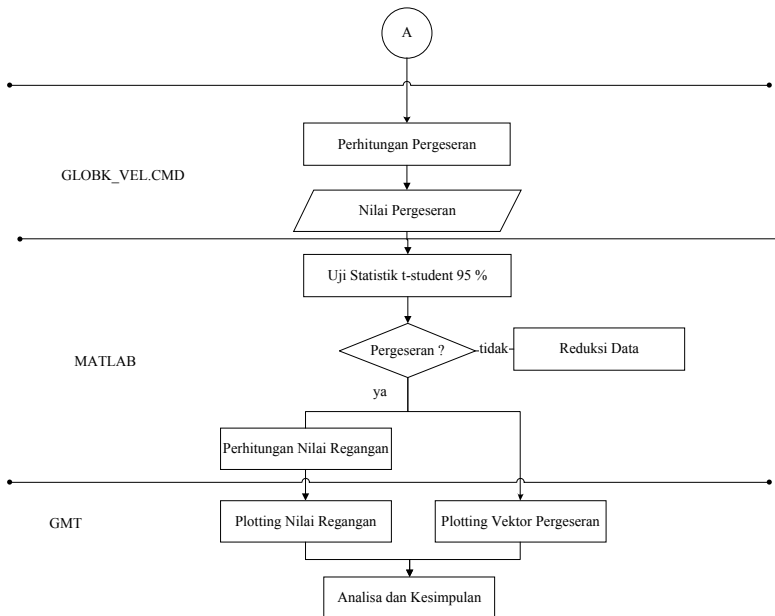 A
Perhitungan Pergeseran
GLOBK_VEL.CMD
Nilai Pergeseran
Uji Statistik t-student 95 %
Pergeseran ?
tidak
Reduksi Data
MATLAB
ya
Perhitungan Nilai Regangan
GMT
Plotting Nilai Regangan
Plotting Vektor Pergeseran
Analisa dan Kesimpulan